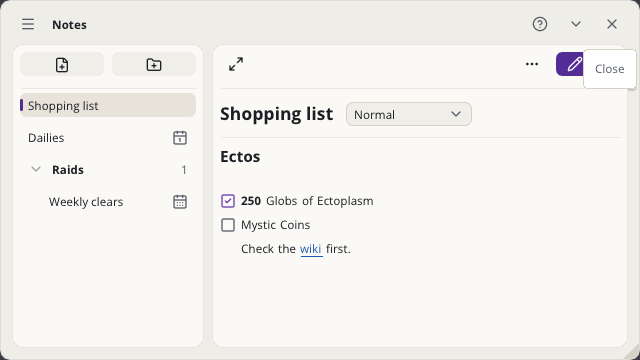 Notes
Close
Shopping list
Dailies
Raids 1
Weekly clears
Shopping list Normal
Ectos
250 Globs of Ectoplasm
Mystic Coins
Check the wiki first.